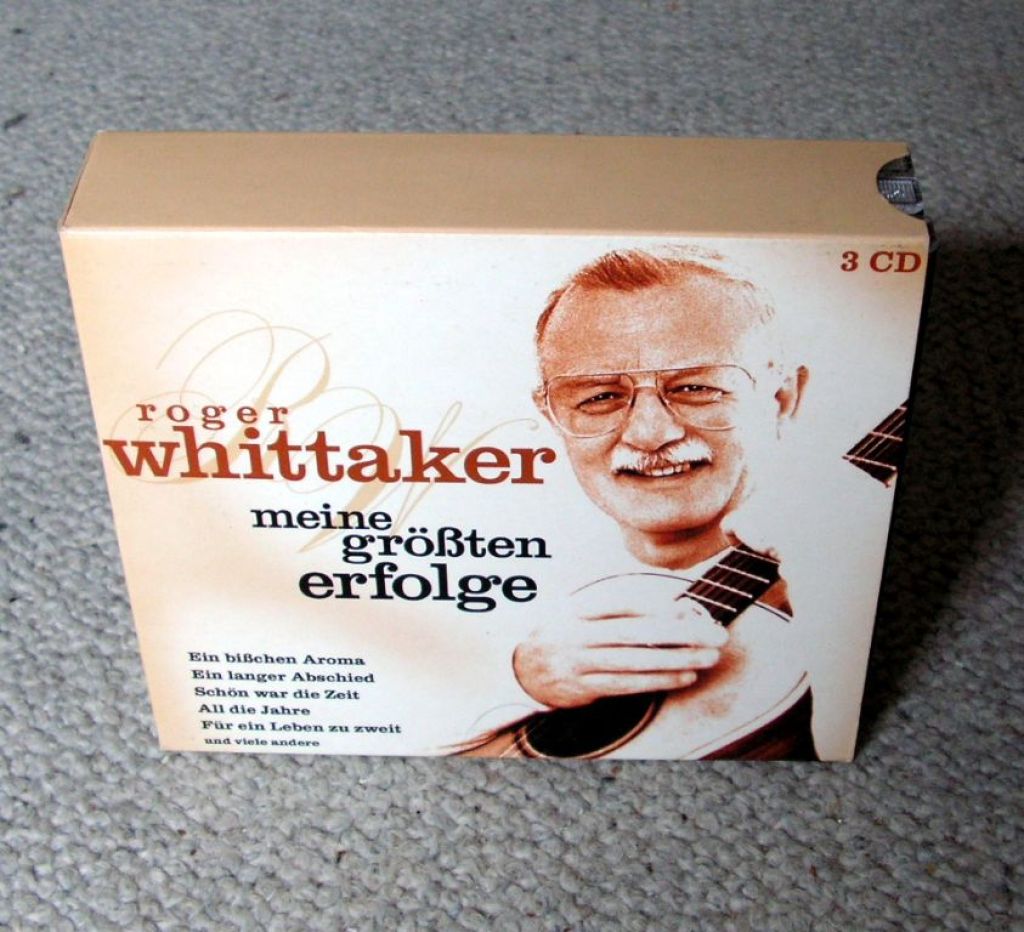 3 CD
roger
whittaker
meine
größten
erfolge
Ein bißchen Aroma
Ein langer Abschied
Schön war die Zeit
All die Jahre
Für ein Leben zu zweit
und viele andere